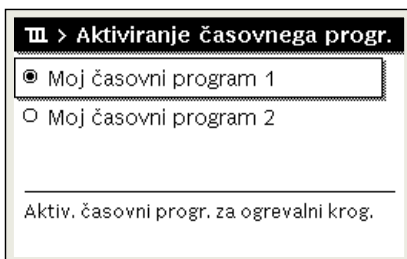 > Aktiviranje časovnega progr.
Moj časovni program 1
Moj časovni program 2
Aktiv. časovni progr. za ogrevalni krog.